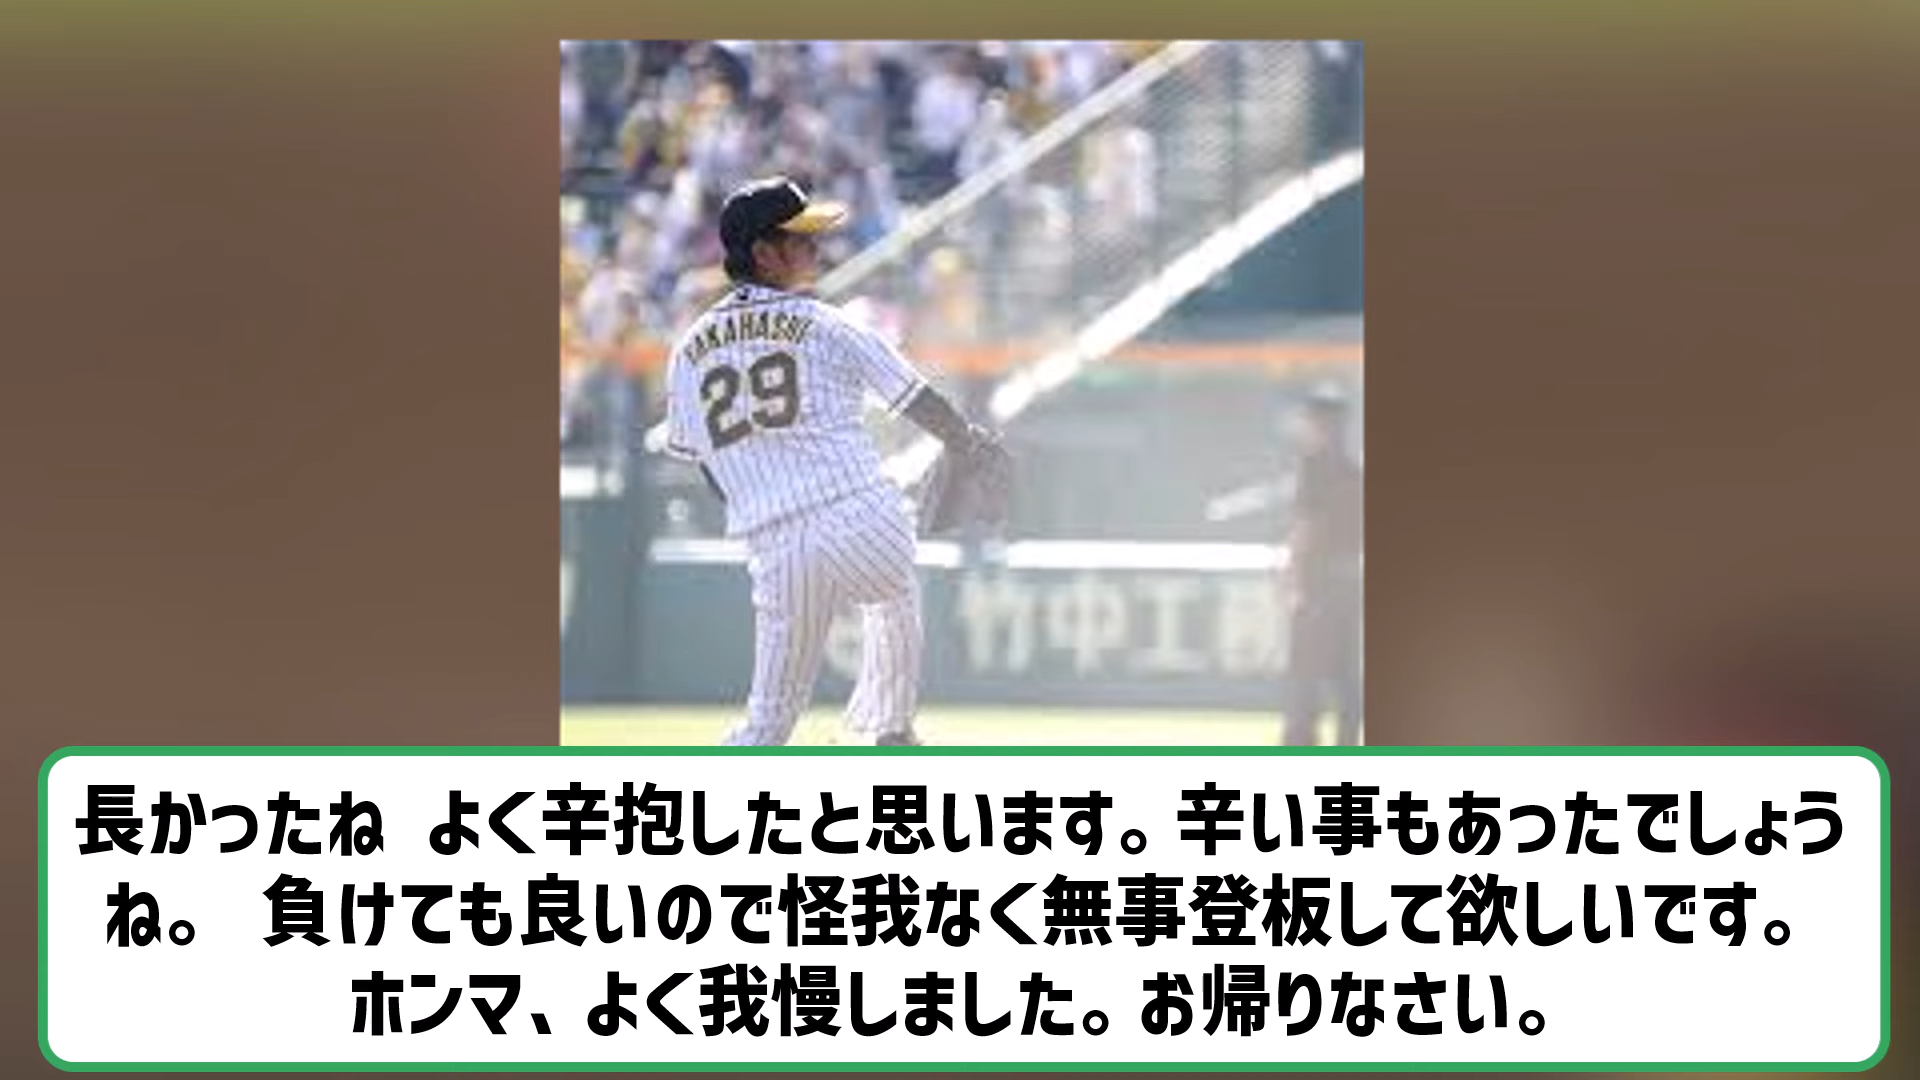 TAKAHASHI
29
竹中工務
長かったね よく辛抱したと思います。辛い事もあったでしょう
ね。 負けても良いので怪我なく無事登板して欲しいです。
ホンマ、よく我慢しました。お帰りなさい。